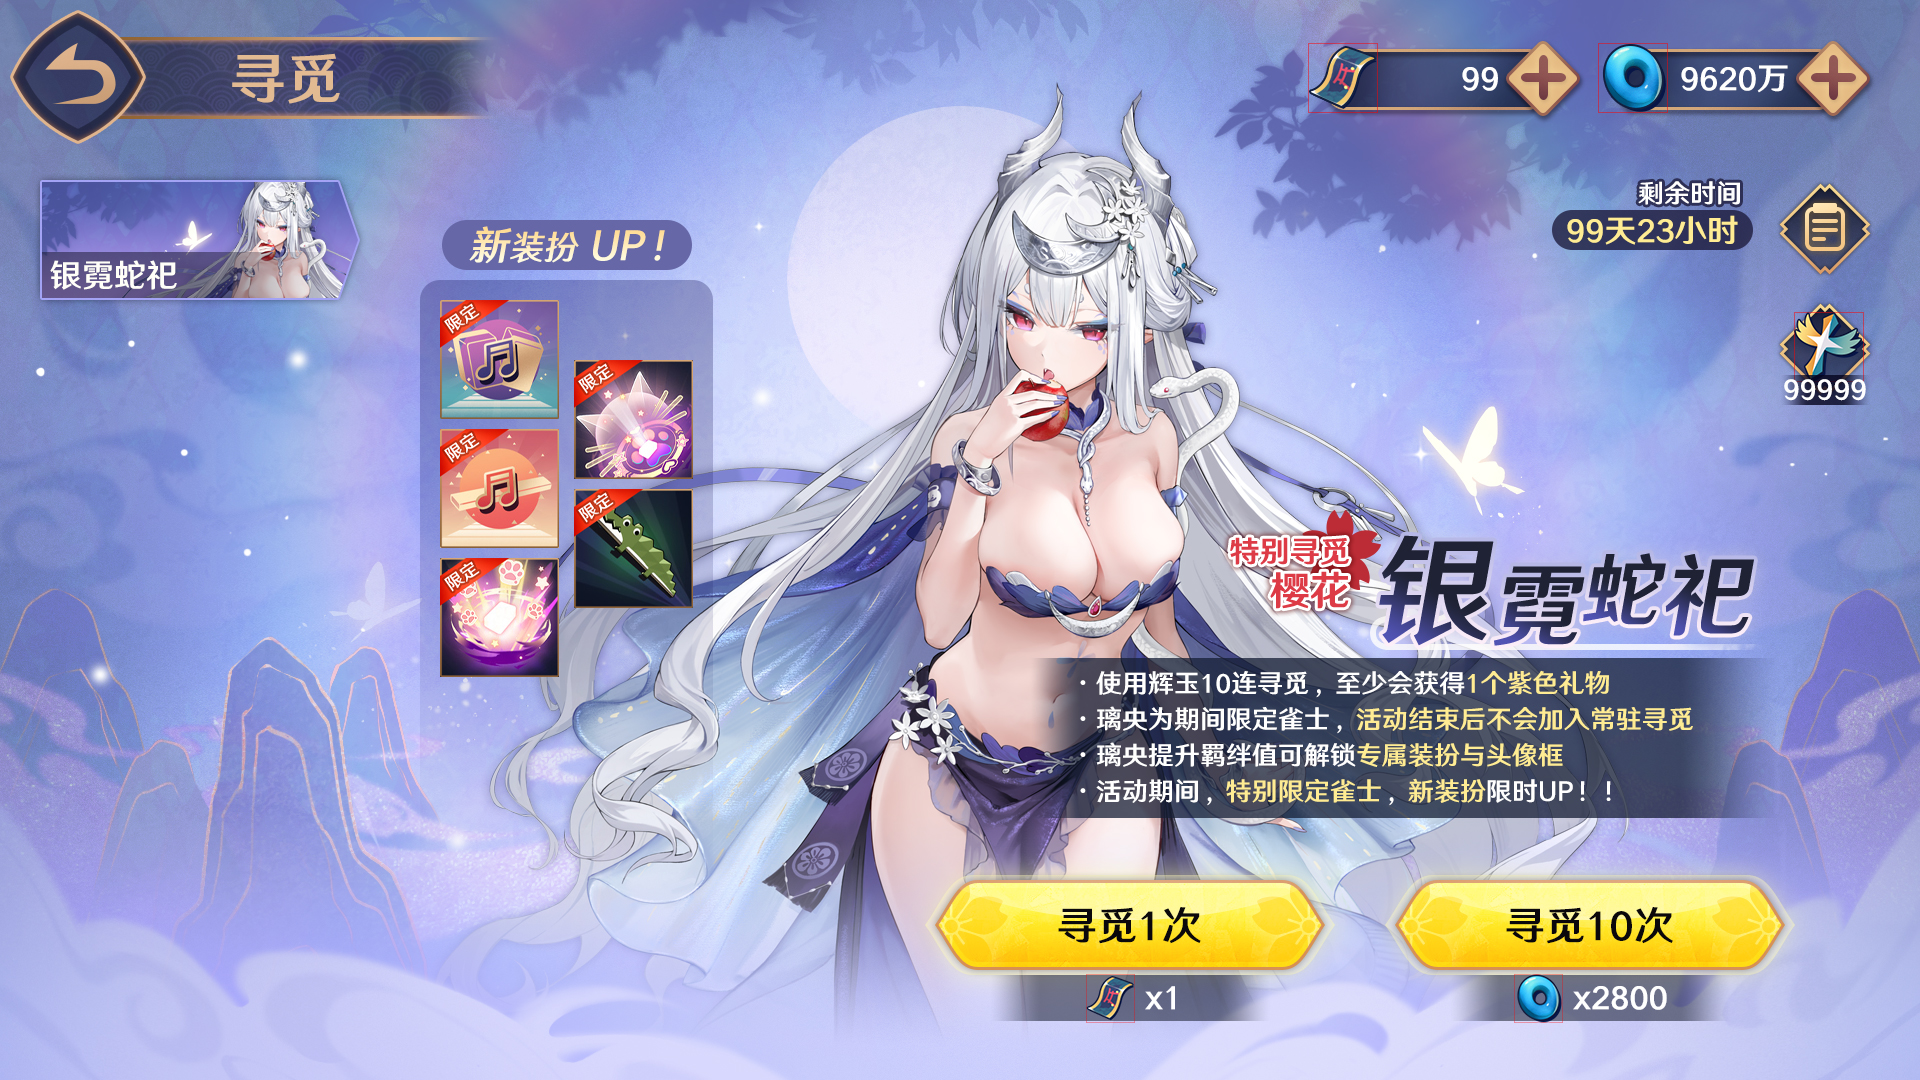 寻觅
99
9620万
剩余时间
99天23小时
99999
银霓蛇祀
新装扮 UP!
限定
限定
限定
限定
限定
特别寻觅
樱花
银霓蛇祀
· 使用辉玉10连寻觅，至少会获得1个紫色礼物
· 璃央为期间限定雀士，活动结束后不会加入常驻寻觅
· 璃央提升羁绊值可解锁专属装扮与头像框
· 活动期间，特别限定雀士，新装扮限时UP！！
寻觅1次
寻觅10次
x1
x2800